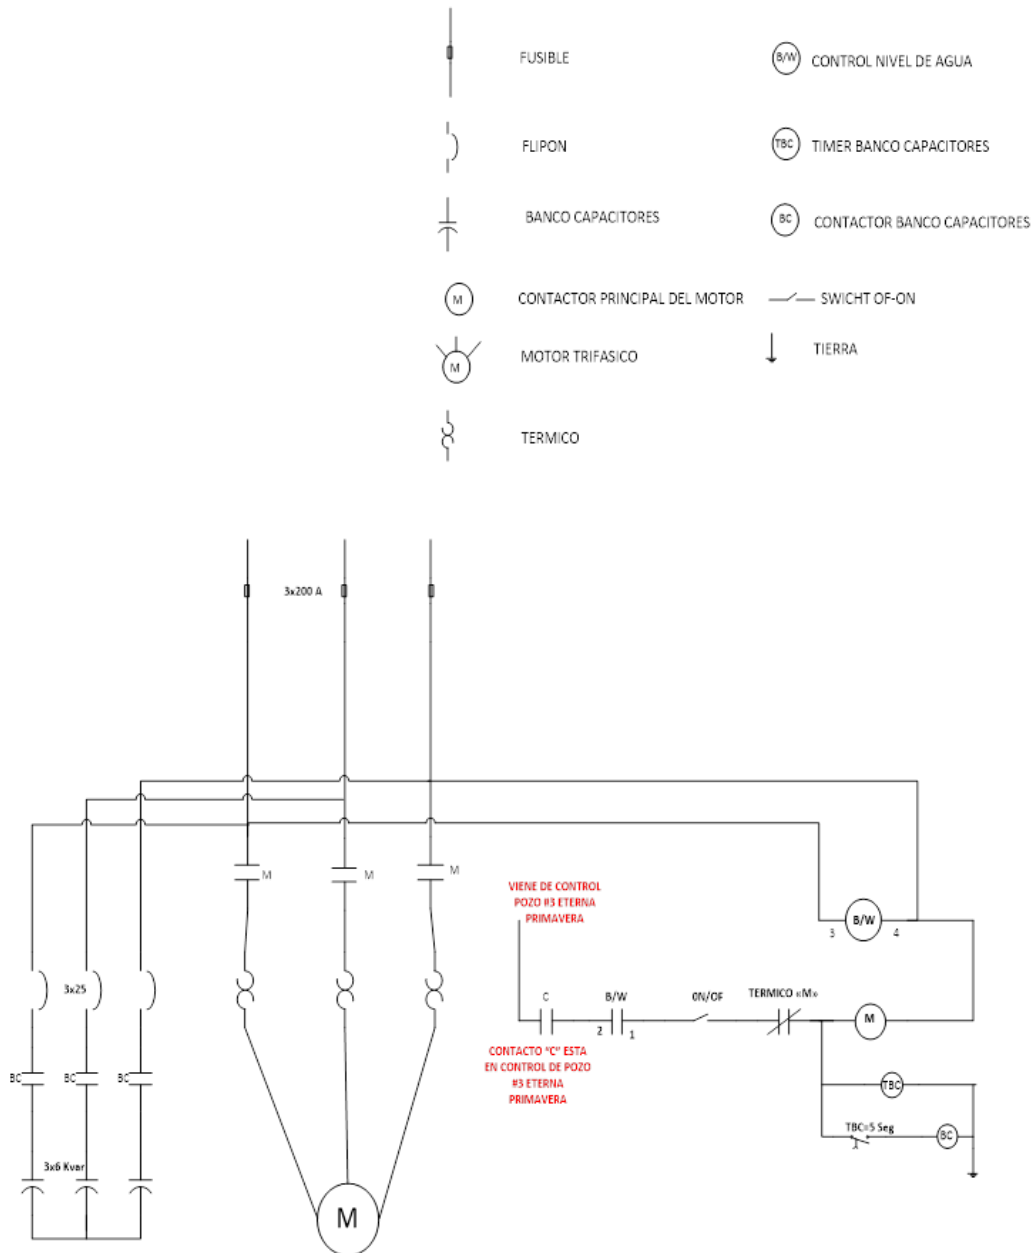 FUSIBLE
B/W CONTROL NIVEL DE AGUA
FLIPON
TBC TIMER BANCO CAPACITORES
BANCO CAPACITORES
BC CONTACTOR BANCO CAPACITORES
M CONTACTOR PRINCIPAL DEL MOTOR
SWICHT OF-ON
M MOTOR TRIFASICO
TIERRA
TERMICO
3x200 A
M
M
M
VIENE DE CONTROL
POZO #3 ETERNA
PRIMAVERA
3 B/W 4
3x25
C
B/W
ON/OF
TERMICO «M»
2
1
M
CONTACTO "C" ESTA
EN CONTROL DE POZO
#3 ETERNA
PRIMAVERA
BC
BC
BC
TBC
TBC=5 Seg
BC
3x6 Kvar
M